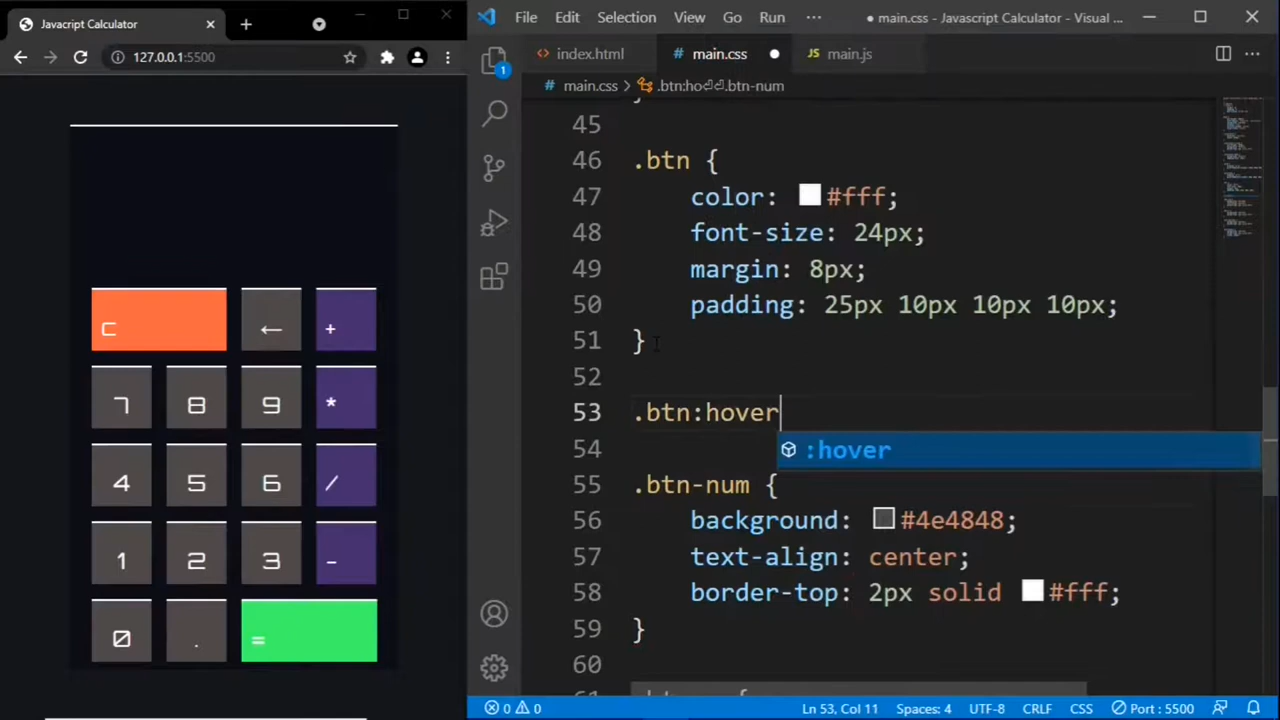 Javascript Calculator
127.0.0.1:5500
C ← +
7 8 9 *
4 5 6 /
1 2 3 -
0 . =
File Edit Selection View Go Run ··· ● main.css - Javascript Calculator - Visual ...
1
<> index.html # main.css ● JS main.js
# main.css > .btn:ho⏎⏎.btn-num
}
45
46 .btn {
47 color: #fff;
48 font-size: 24px;
49 margin: 8px;
50 padding: 25px 10px 10px 10px;
51 }
52
53 .btn:hover
:hover
54
55 .btn-num {
56 background: #4e4848;
57 text-align: center;
58 border-top: 2px solid #fff;
59 }
60
61
0 0 Ln 53, Col 11 Spaces: 4 UTF-8 CRLF CSS Port : 5500